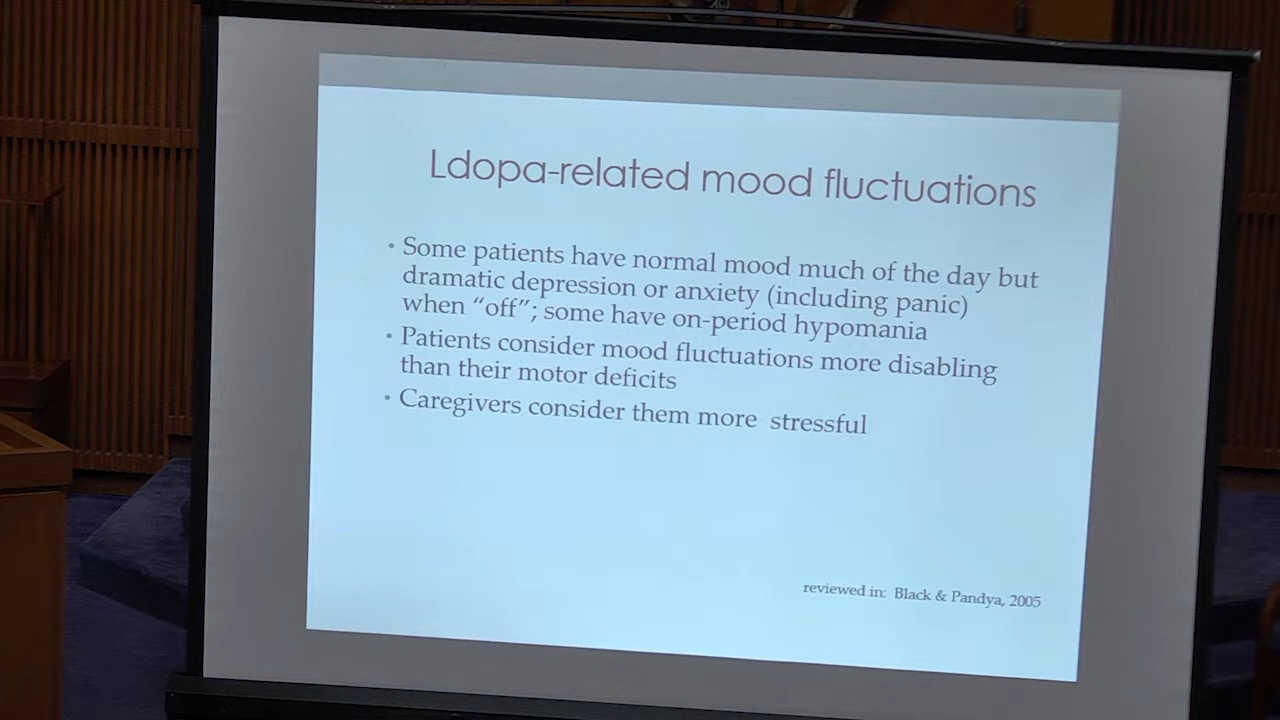 Ldopa-related mood fluctuations
• Some patients have normal mood much of the day but
dramatic depression or anxiety (including panic)
when “off”; some have on-period hypomania
• Patients consider mood fluctuations more disabling
than their motor deficits
• Caregivers consider them more  stressful
reviewed in:  Black & Pandya, 2005